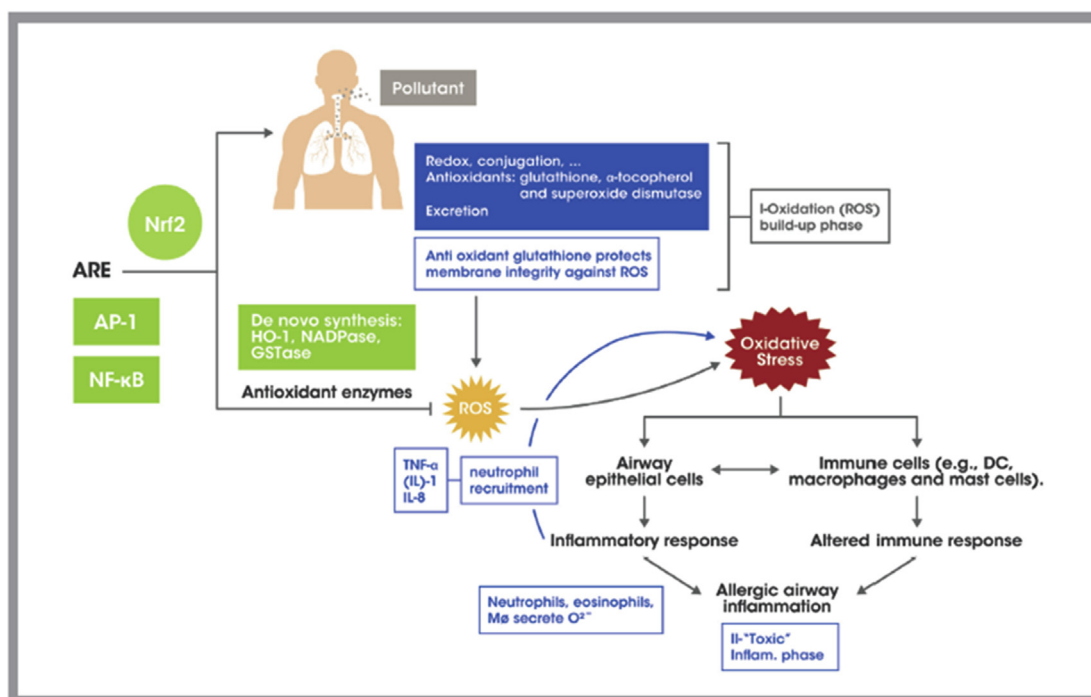 Pollutant
Redox, conjugation, ...
Antioxidants: glutathione, α-tocopherol
and superoxide dismutase
Excretion
I-Oxidation (ROS)
build-up phase
Nrf2
Anti oxidant glutathione protects
membrane integrity against ROS
ARE
AP-1
NF-κB
De novo synthesis:
HO-1, NADPase,
GSTase
Antioxidant enzymes
ROS
Oxidative
Stress
TNF-α
(IL)-1
IL-8
neutrophil
recruitment
Airway
epithelial cells
Immune cells (e.g., DC,
macrophages and mast cells).
Inflammatory response
Altered immune response
Neutrophils, eosinophils,
Mø secrete O²⁻
Allergic airway
inflammation
II-"Toxic"
Inflam. phase